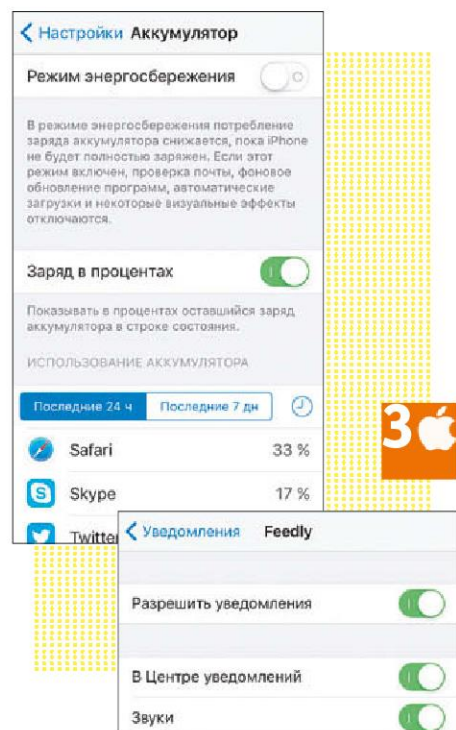 Настройки Аккумулятор
Режим энергосбережения
В режиме энергосбережения потребление
заряда аккумулятора снижается, пока iPhone
не будет полностью заряжен. Если этот
режим включен, проверка почты, фоновое
обновление программ, автоматические
загрузки и некоторые визуальные эффекты
отключаются.
Заряд в процентах
Показывать в процентах оставшийся заряд
аккумулятора в строке состояния.
ИСПОЛЬЗОВАНИЕ АККУМУЛЯТОРА
Последние 24 ч Последние 7 дн
Safari 33 %
Skype 17 %
Twitter
3
Уведомления Feedly
Разрешить уведомления
В Центре уведомлений
Звуки